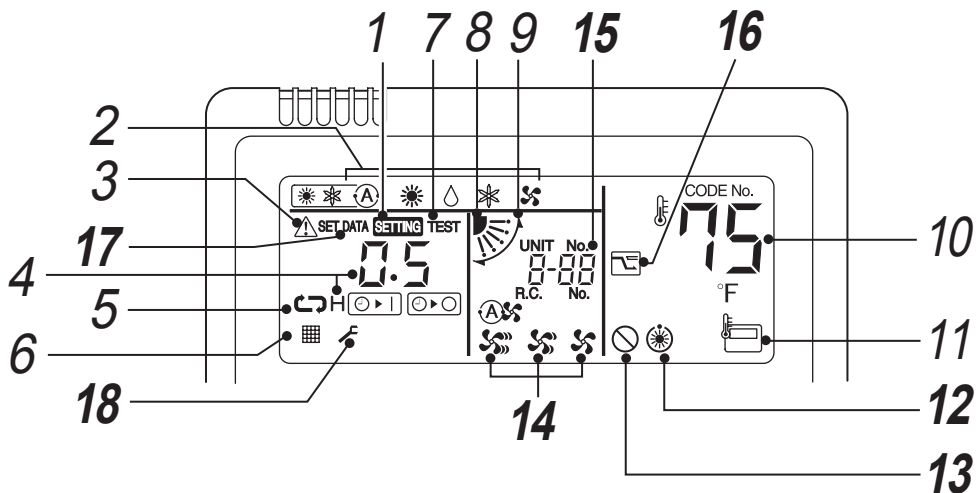 1 7 8 9 15 16
2
3
CODE No.
A
SET DATA SETTING TEST
17
UNIT No.
75
10
4
0.5
8-88
5
H
R.C. No.
°F
A
6
11
18
14
12
13